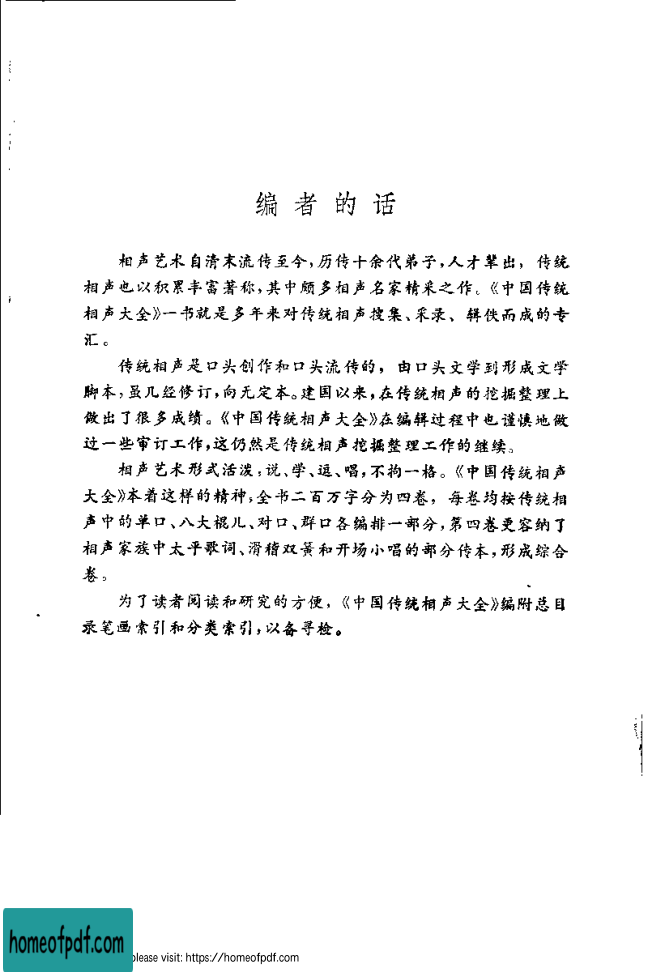 编者的话
相声艺术自清末流传至今,历传十余代弟子,人才辈出, 传统
相声也以积累丰富著称,其中颇多相声名家精采之作。《中国传统
相声大全》一书就是多年来对传统相声搜集、采录、 辑佚而成的专
汇。
传统相声是口头创作和口头流传的, 由口头文学到形成文学
脚本,虽几经修订,向无定本。建国以来,在传统相声的挖掘整理上
做出了很多成绩。《中国传统相声大全》在编辑过程中也谨慎地做
过一些审订工作,这仍然是传统相声挖掘整理工作的继续。
相声艺术形式活泼,说、学、逗、唱,不拘一格。《中国传统相声
大全》本着这样的精神,全书二百万字分为四卷, 每卷均按传统相
声中的单口、八大棍儿、对口、群口各编排一部分,第四卷更容纳了
相声家族中太平歌词、滑稽双簧和开场小唱的部分传本,形成综合
卷。
为了读者阅读和研究的方便,《中国传统相声大全》编附总目
录笔画索引和分类索引,以备寻检。
homeofpdf.com
please visit: https://homeofpdf.com